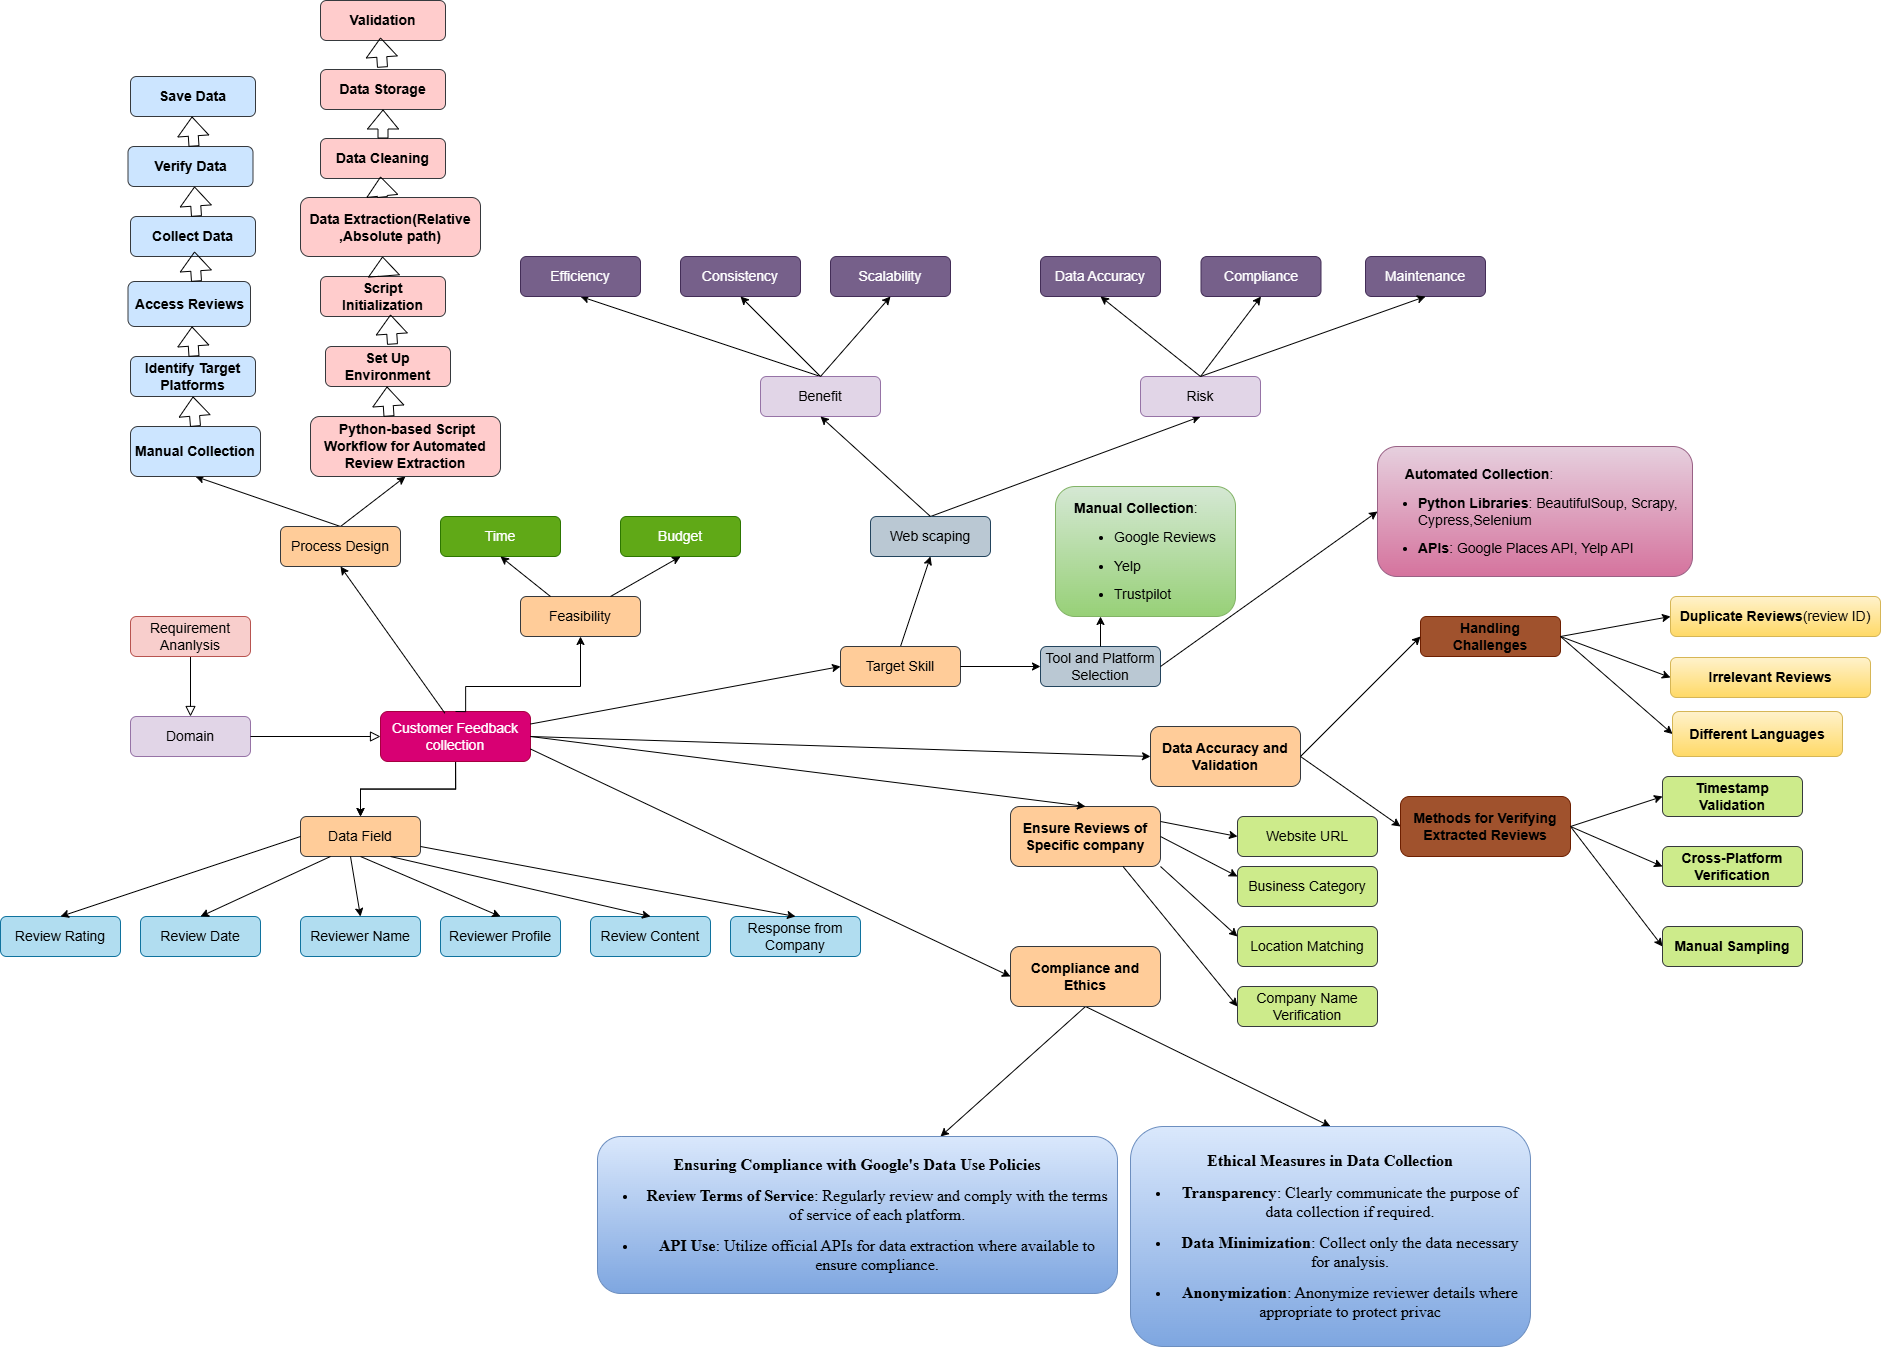 Validation
Data Storage
Save Data
Data Cleaning
Verify Data
Data Extraction(Relative
,Absolute path)
Collect Data
Efficiency
Consistency
Scalability
Data Accuracy
Compliance
Maintenance
Script
Initialization
Access Reviews
Set Up
Environment
Identify Target
Platforms
Benefit
Risk
Python-based Script
Workflow for Automated
Review Extraction
Manual Collection
Automated Collection:
• Python Libraries: BeautifulSoup, Scrapy,
Cypress,Selenium
• APIs: Google Places API, Yelp API
Manual Collection:
• Google Reviews
• Yelp
• Trustpilot
Process Design
Time
Budget
Web scaping
Feasibility
Requirement
Ananlysis
Target Skill
Tool and Platform
Selection
Handling
Challenges
Duplicate Reviews(review ID)
Irrelevant Reviews
Different Languages
Domain
Customer Feedback
collection
Data Accuracy and
Validation
Methods for Verifying
Extracted Reviews
Timestamp
Validation
Cross-Platform
Verification
Manual Sampling
Data Field
Ensure Reviews of
Specific company
Website URL
Business Category
Location Matching
Company Name
Verification
Review Rating
Review Date
Reviewer Name
Reviewer Profile
Review Content
Response from
Company
Compliance and
Ethics
Ensuring Compliance with Google's Data Use Policies
• Review Terms of Service: Regularly review and comply with the terms
of service of each platform.
• API Use: Utilize official APIs for data extraction where available to
ensure compliance.
Ethical Measures in Data Collection
• Transparency: Clearly communicate the purpose of
data collection if required.
• Data Minimization: Collect only the data necessary
for analysis.
• Anonymization: Anonymize reviewer details where
appropriate to protect privac